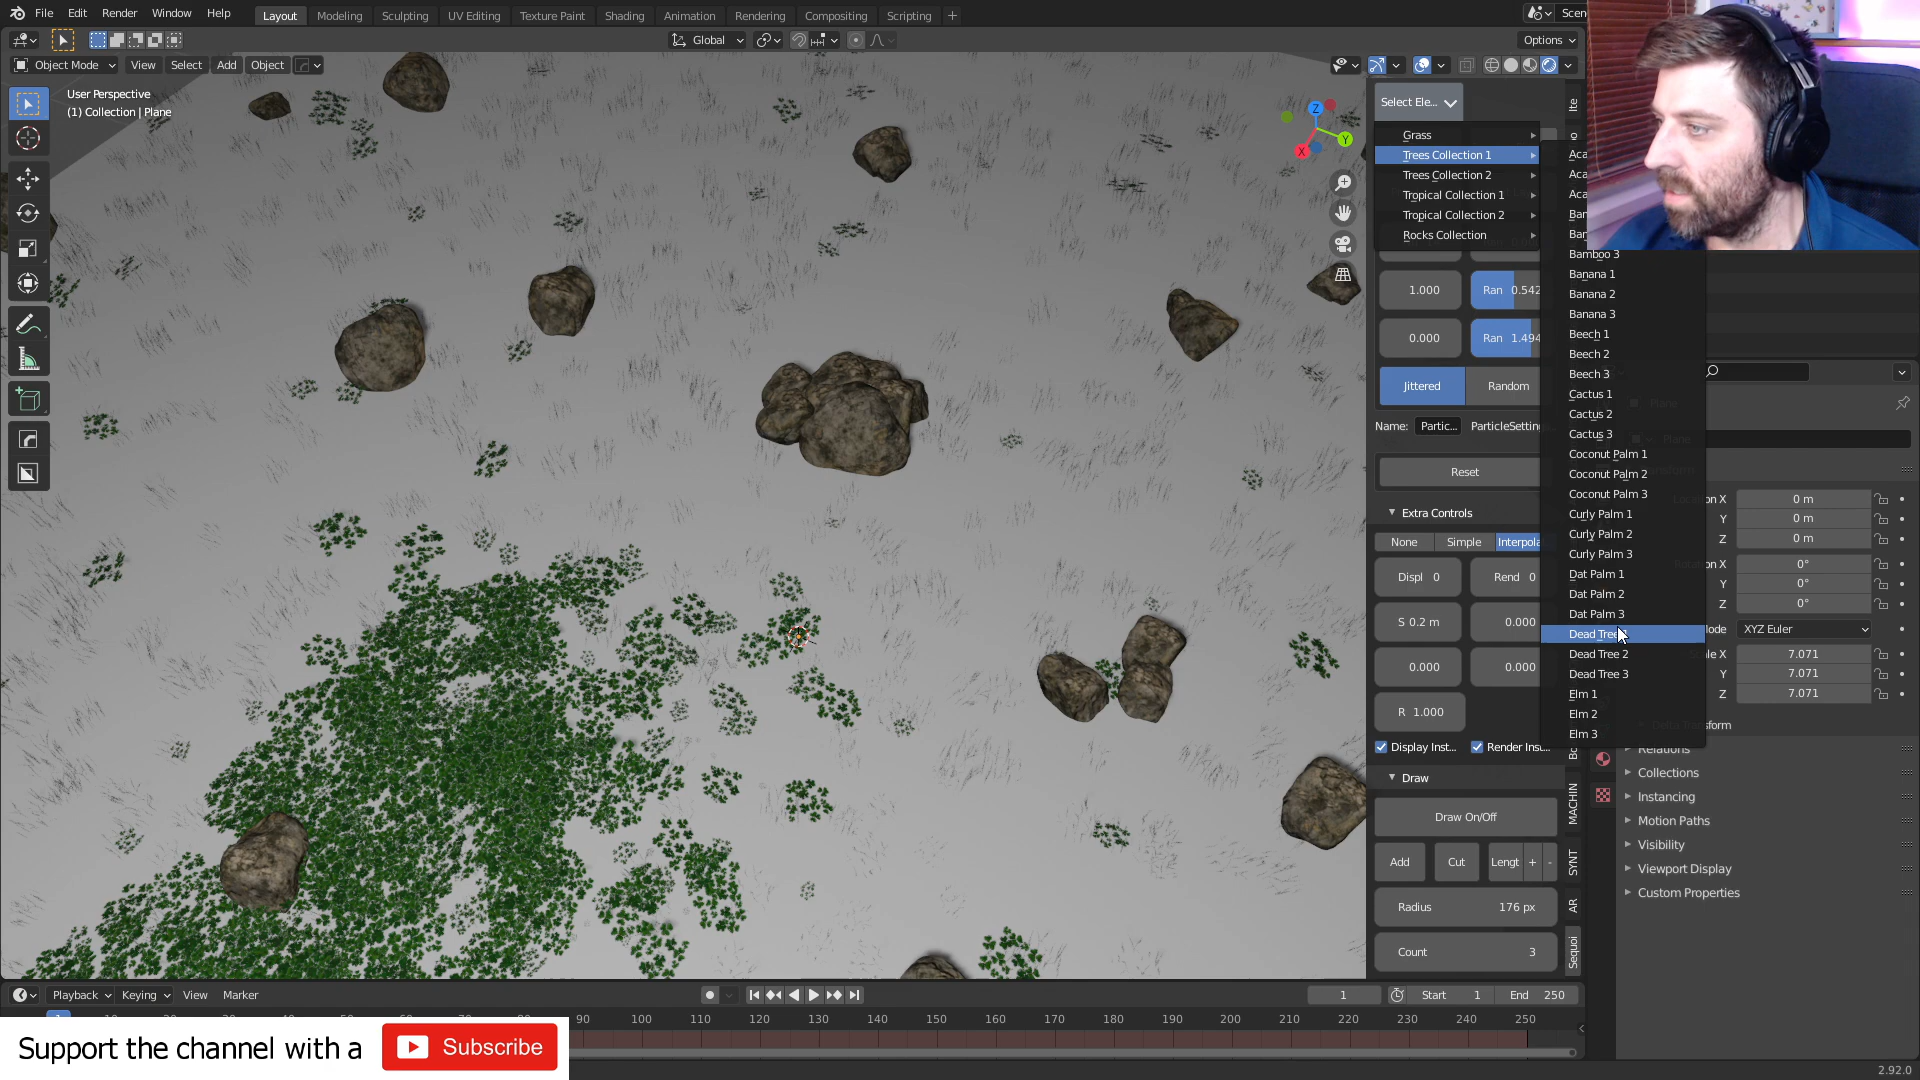 File Edit Render Window Help Layout Modeling Sculpting UV Editing Texture Paint Shading Animation Rendering Compositing Scripting +
Global Options
Object Mode View Select Add Object
User Perspective
(1) Collection | Plane
Z
Y
X
Select Ele...
Grass
Trees Collection 1
Trees Collection 2
Tropical Collection 1
Tropical Collection 2
Rocks Collection
Bamboo 3
Banana 1
Banana 2
Banana 3
Beech 1
Beech 2
Beech 3
Cactus 1
Cactus 2
Cactus 3
Coconut Palm 1
Coconut Palm 2
Coconut Palm 3
Curly Palm 1
Curly Palm 2
Curly Palm 3
Dat Palm 1
Dat Palm 2
Dat Palm 3
Dead Tree
Dead Tree 2
Dead Tree 3
Elm 1
Elm 2
Elm 3
1.000 Ran 0.542
0.000 Ran 1.494
Jittered Random
Name: Partic... ParticleSetting
Reset
Extra Controls
None Simple Interpola
Displ 0 Rend 0
S 0.2 m 0.000
0.000 0.000
R 1.000
Display Inst... Render Inst...
Draw
Draw On/Off
Add Cut Lengt + -
Radius 176 px
Count 3
MACHIN
SYNT
AR
Sequoi
0 m
Y 0 m
Z 0 m
0°
Y 0°
Z 0°
XYZ Euler
7.071
Y 7.071
Z 7.071
Relations
Collections
Instancing
Motion Paths
Visibility
Viewport Display
Custom Properties
Playback Keying View Marker 1 Start 1 End 250
90 100 110 120 130 140 150 160 170 180 190 200 210 220 230 240 250
Support the channel with a Subscribe
2.92.0